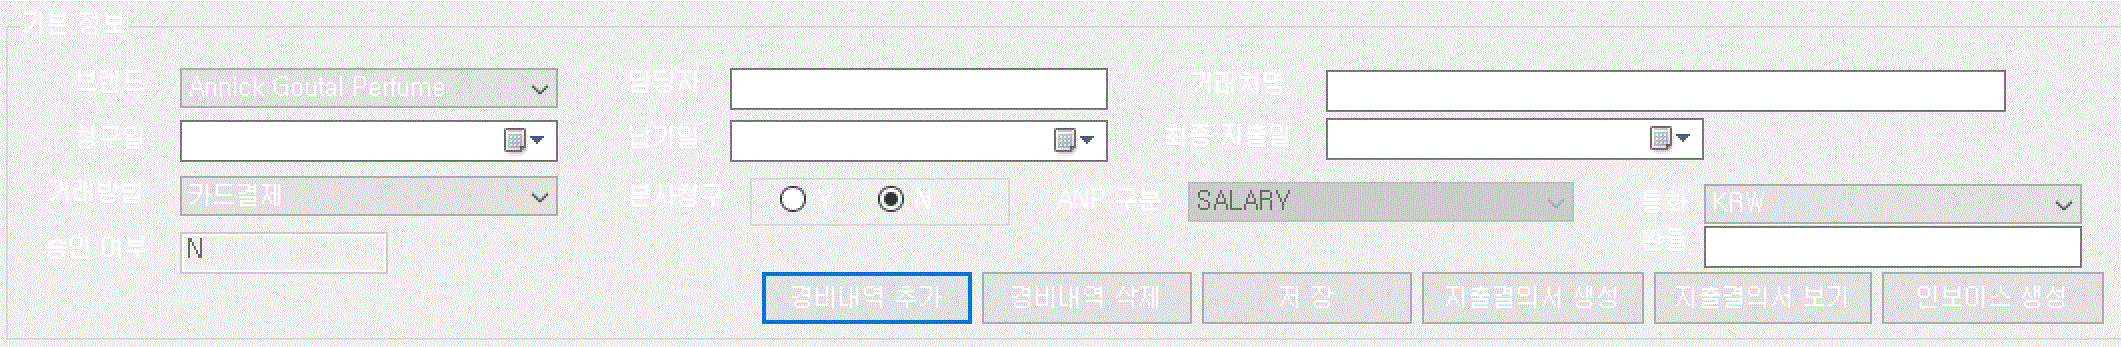 기본 정보
브랜드 Annick Goutal Perfume 담당자 거래처명
청구일 납기일 최종 지출일
거래방법 카드결제 본사청구 Y N ANP 구분 SALARY 통화 KRW
승인 여부 N 환율
경비내역 추가 경비내역 삭제 저 장 지출결의서 생성 지출결의서 보기 인보이스 생성